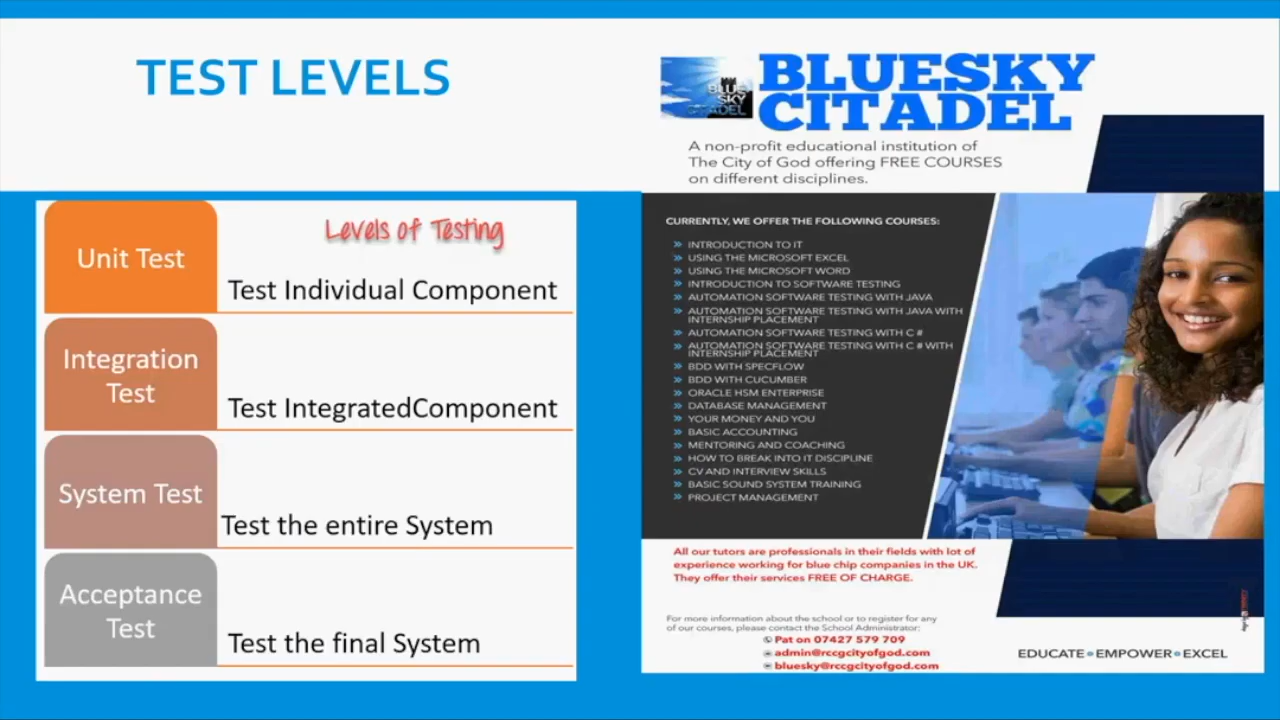 TEST LEVELS
Levels of Testing
Unit Test
Test Individual Component
Integration
Test
Test IntegratedComponent
System Test
Test the entire System
Acceptance
Test
Test the final System
BLUE
SKY
CITADEL
BLUESKY
CITADEL
A non-profit educational institution of
The City of God offering FREE COURSES
on different disciplines.
CURRENTLY, WE OFFER THE FOLLOWING COURSES:
» INTRODUCTION TO IT
» USING THE MICROSOFT EXCEL
» USING THE MICROSOFT WORD
» INTRODUCTION TO SOFTWARE TESTING
» AUTOMATION SOFTWARE TESTING WITH JAVA
» AUTOMATION SOFTWARE TESTING WITH JAVA WITH
INTERNSHIP PLACEMENT
» AUTOMATION SOFTWARE TESTING WITH C #
» AUTOMATION SOFTWARE TESTING WITH C # WITH
INTERNSHIP PLACEMENT
» BDD WITH SPECFLOW
» BDD WITH CUCUMBER
» ORACLE HSM ENTERPRISE
» DATABASE MANAGEMENT
» YOUR MONEY AND YOU
» BASIC ACCOUNTING
» MENTORING AND COACHING
» HOW TO BREAK INTO IT DISCIPLINE
» CV AND INTERVIEW SKILLS
» BASIC SOUND SYSTEM TRAINING
» PROJECT MANAGEMENT
All our tutors are professionals in their fields with lot of
experience working for blue chip companies in the UK.
They offer their services FREE OF CHARGE.
For more information about the school or to register for any
of our courses, please contact the School Administrator:
Pat on 07427 579 709
admin@rccgcityofgod.com
bluesky@rccgcityofgod.com
EDUCATE EMPOWER EXCEL